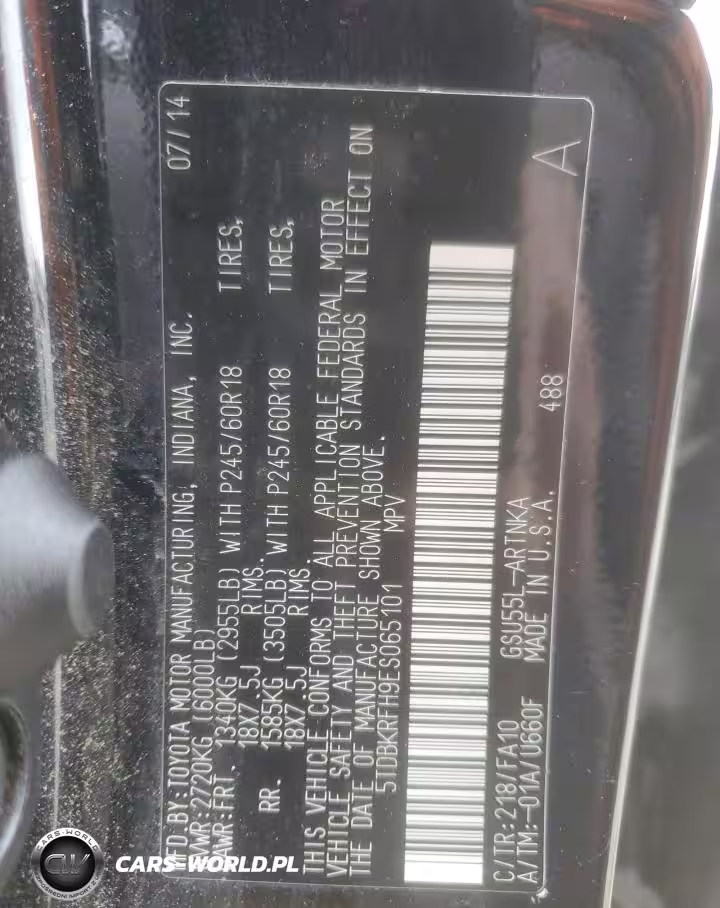 MFD.BY:TOYOTA MOTOR MANUFACTURING, INDIANA, INC. 07/14
GVWR:2720KG (6000LB)
GAWR:FRT. 1340KG (2955LB) WITH P245/60R18 TIRES,
18X7.5J RIMS.
RR. 1585KG (3505LB) WITH P245/60R18 TIRES,
18X7.5J RIMS.
THIS VEHICLE CONFORMS TO ALL APPLICABLE FEDERAL MOTOR
VEHICLE SAFETY AND THEFT PREVENTION STANDARDS IN EFFECT ON
THE DATE OF MANUFACTURE SHOWN ABOVE.
5TDBKRFH9ES065101 MPV
C/TR:218/FA10 GSU55L-ARTNKA
A/TM:-01A/U660F MADE IN U.S.A. 488 A
CARS-WORLD
CW
CARS-WORLD.PL